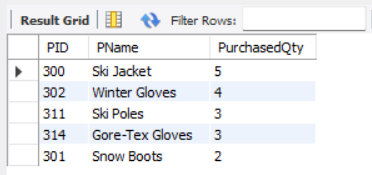 Result Grid Filter Rows:
PID PName PurchasedQty
300 Ski Jacket 5
302 Winter Gloves 4
311 Ski Poles 3
314 Gore-Tex Gloves 3
301 Snow Boots 2